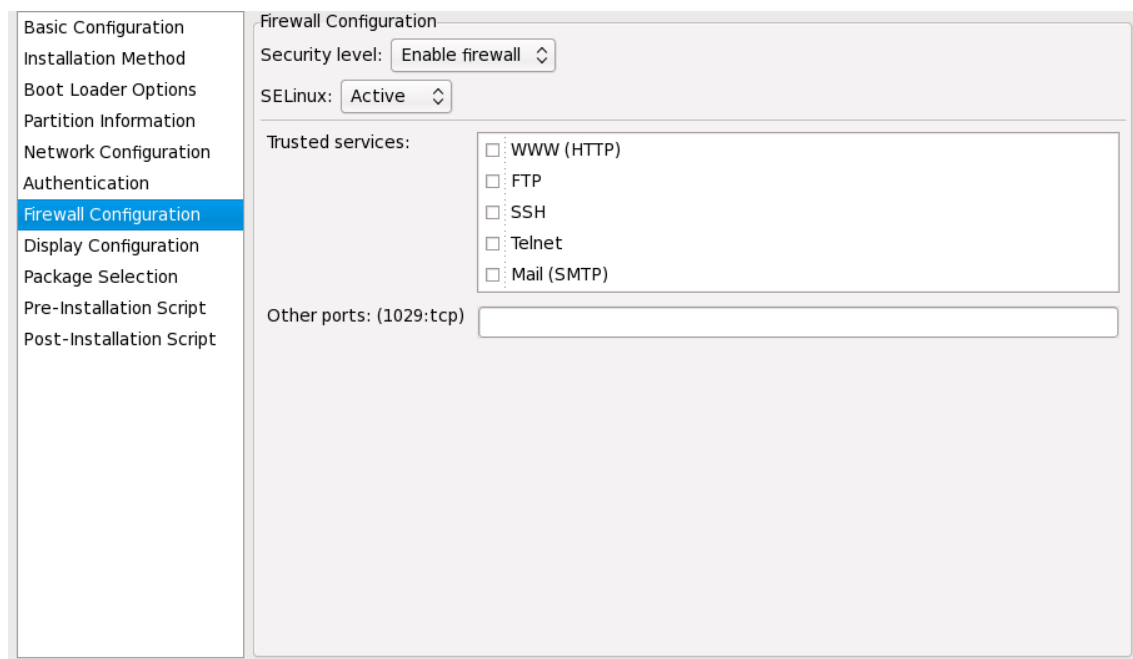 Basic Configuration
Installation Method
Boot Loader Options
Partition Information
Network Configuration
Authentication
Firewall Configuration
Display Configuration
Package Selection
Pre-Installation Script
Post-Installation Script
Firewall Configuration
Security level: Enable firewall
SELinux: Active
Trusted services:
WWW (HTTP)
FTP
SSH
Telnet
Mail (SMTP)
Other ports: (1029:tcp)